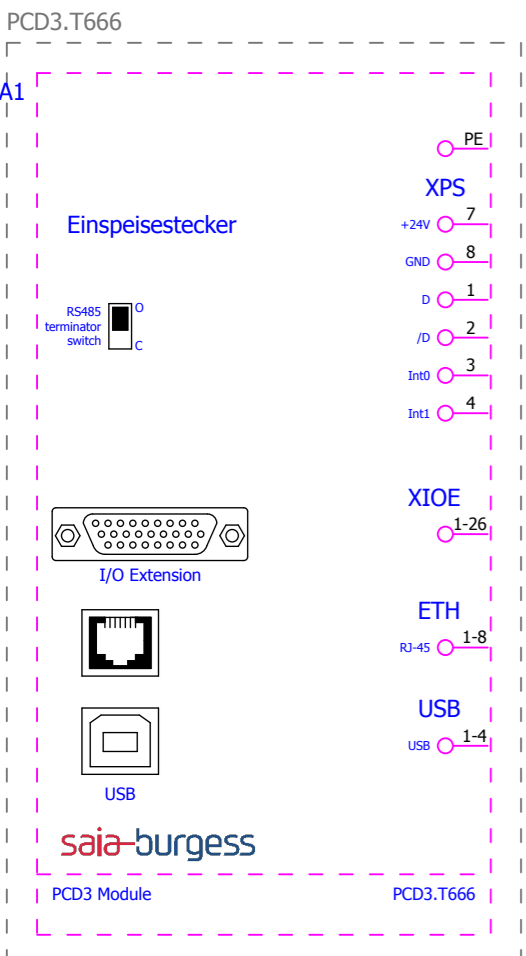 PCD3.T666
A1
PE
XPS
Einspeisestecker
+24V 7
GND 8
RS485
terminator
switch
O
C
D 1
/D 2
Int0 3
Int1 4
XIOE
1-26
I/O Extension
ETH
RJ-45 1-8
USB
USB 1-4
USB
saia-burgess
PCD3 Module
PCD3.T666